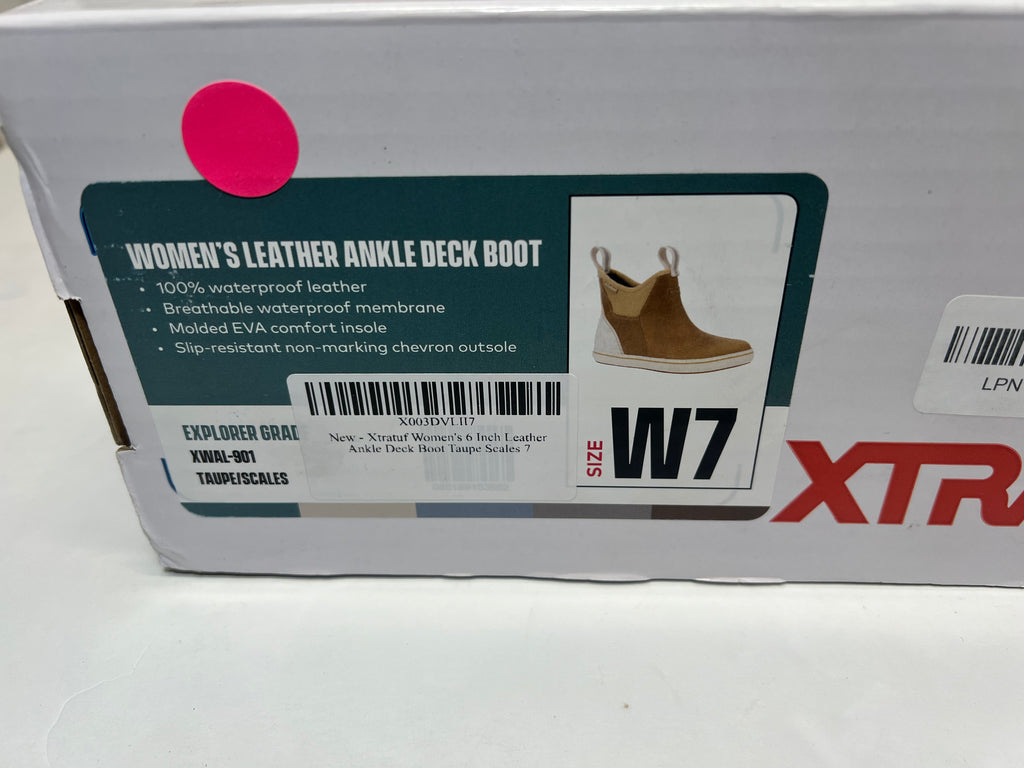 WOMEN'S LEATHER ANKLE DECK BOOT
• 100% waterproof leather
• Breathable waterproof membrane
• Molded EVA comfort insole
• Slip-resistant non-marking chevron outsole
EXPLORER GRAD
XWAL-901
TAUPE/SCALES
X003DVLII7
New - Xtratuf Women's 6 Inch Leather
Ankle Deck Boot Taupe Scales 7
SIZE
W7
LPN
XTRA